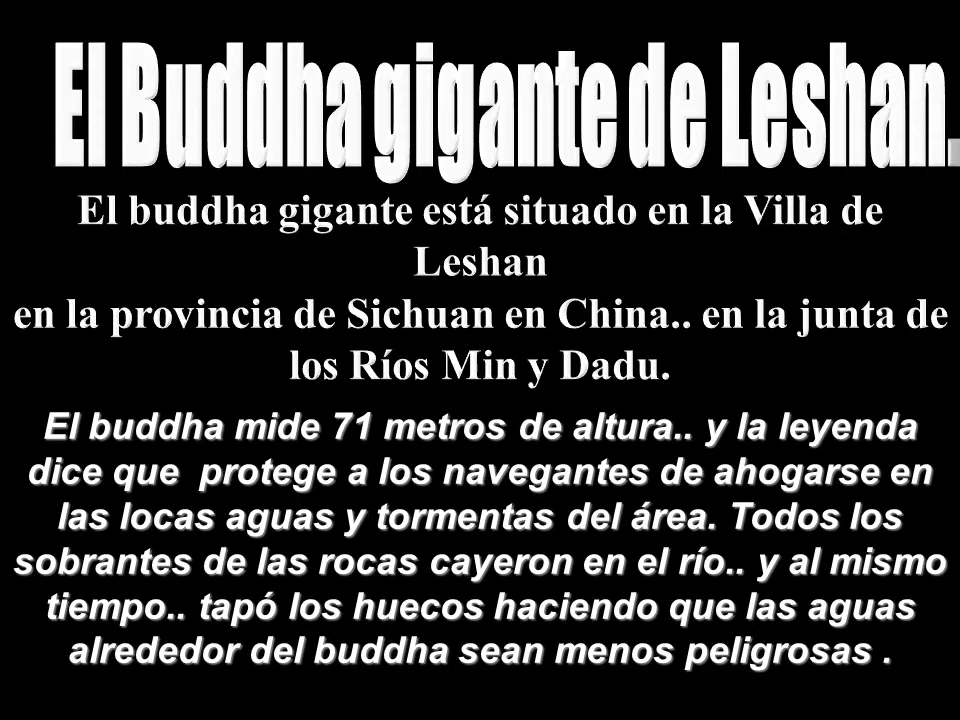 El Buddha gigante de Leshan.
El buddha gigante está situado en la Villa de
Leshan
en la provincia de Sichuan en China.. en la junta de
los Ríos Min y Dadu.
El buddha mide 71 metros de altura.. y la leyenda
dice que protege a los navegantes de ahogarse en
las locas aguas y tormentas del área. Todos los
sobrantes de las rocas cayeron en el río.. y al mismo
tiempo.. tapó los huecos haciendo que las aguas
alrededor del buddha sean menos peligrosas .